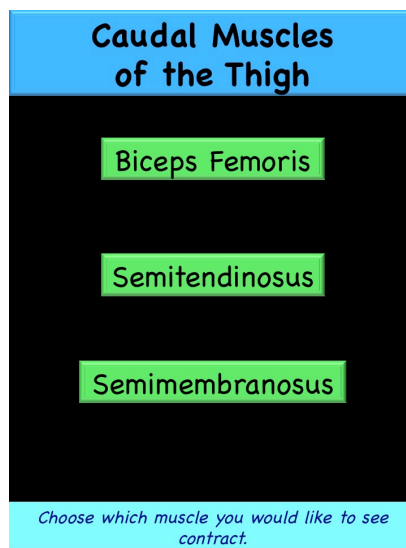 Caudal Muscles
of the Thigh
Biceps Femoris
Semitendinosus
Semimembranosus
Choose which muscle you would like to see
contract.